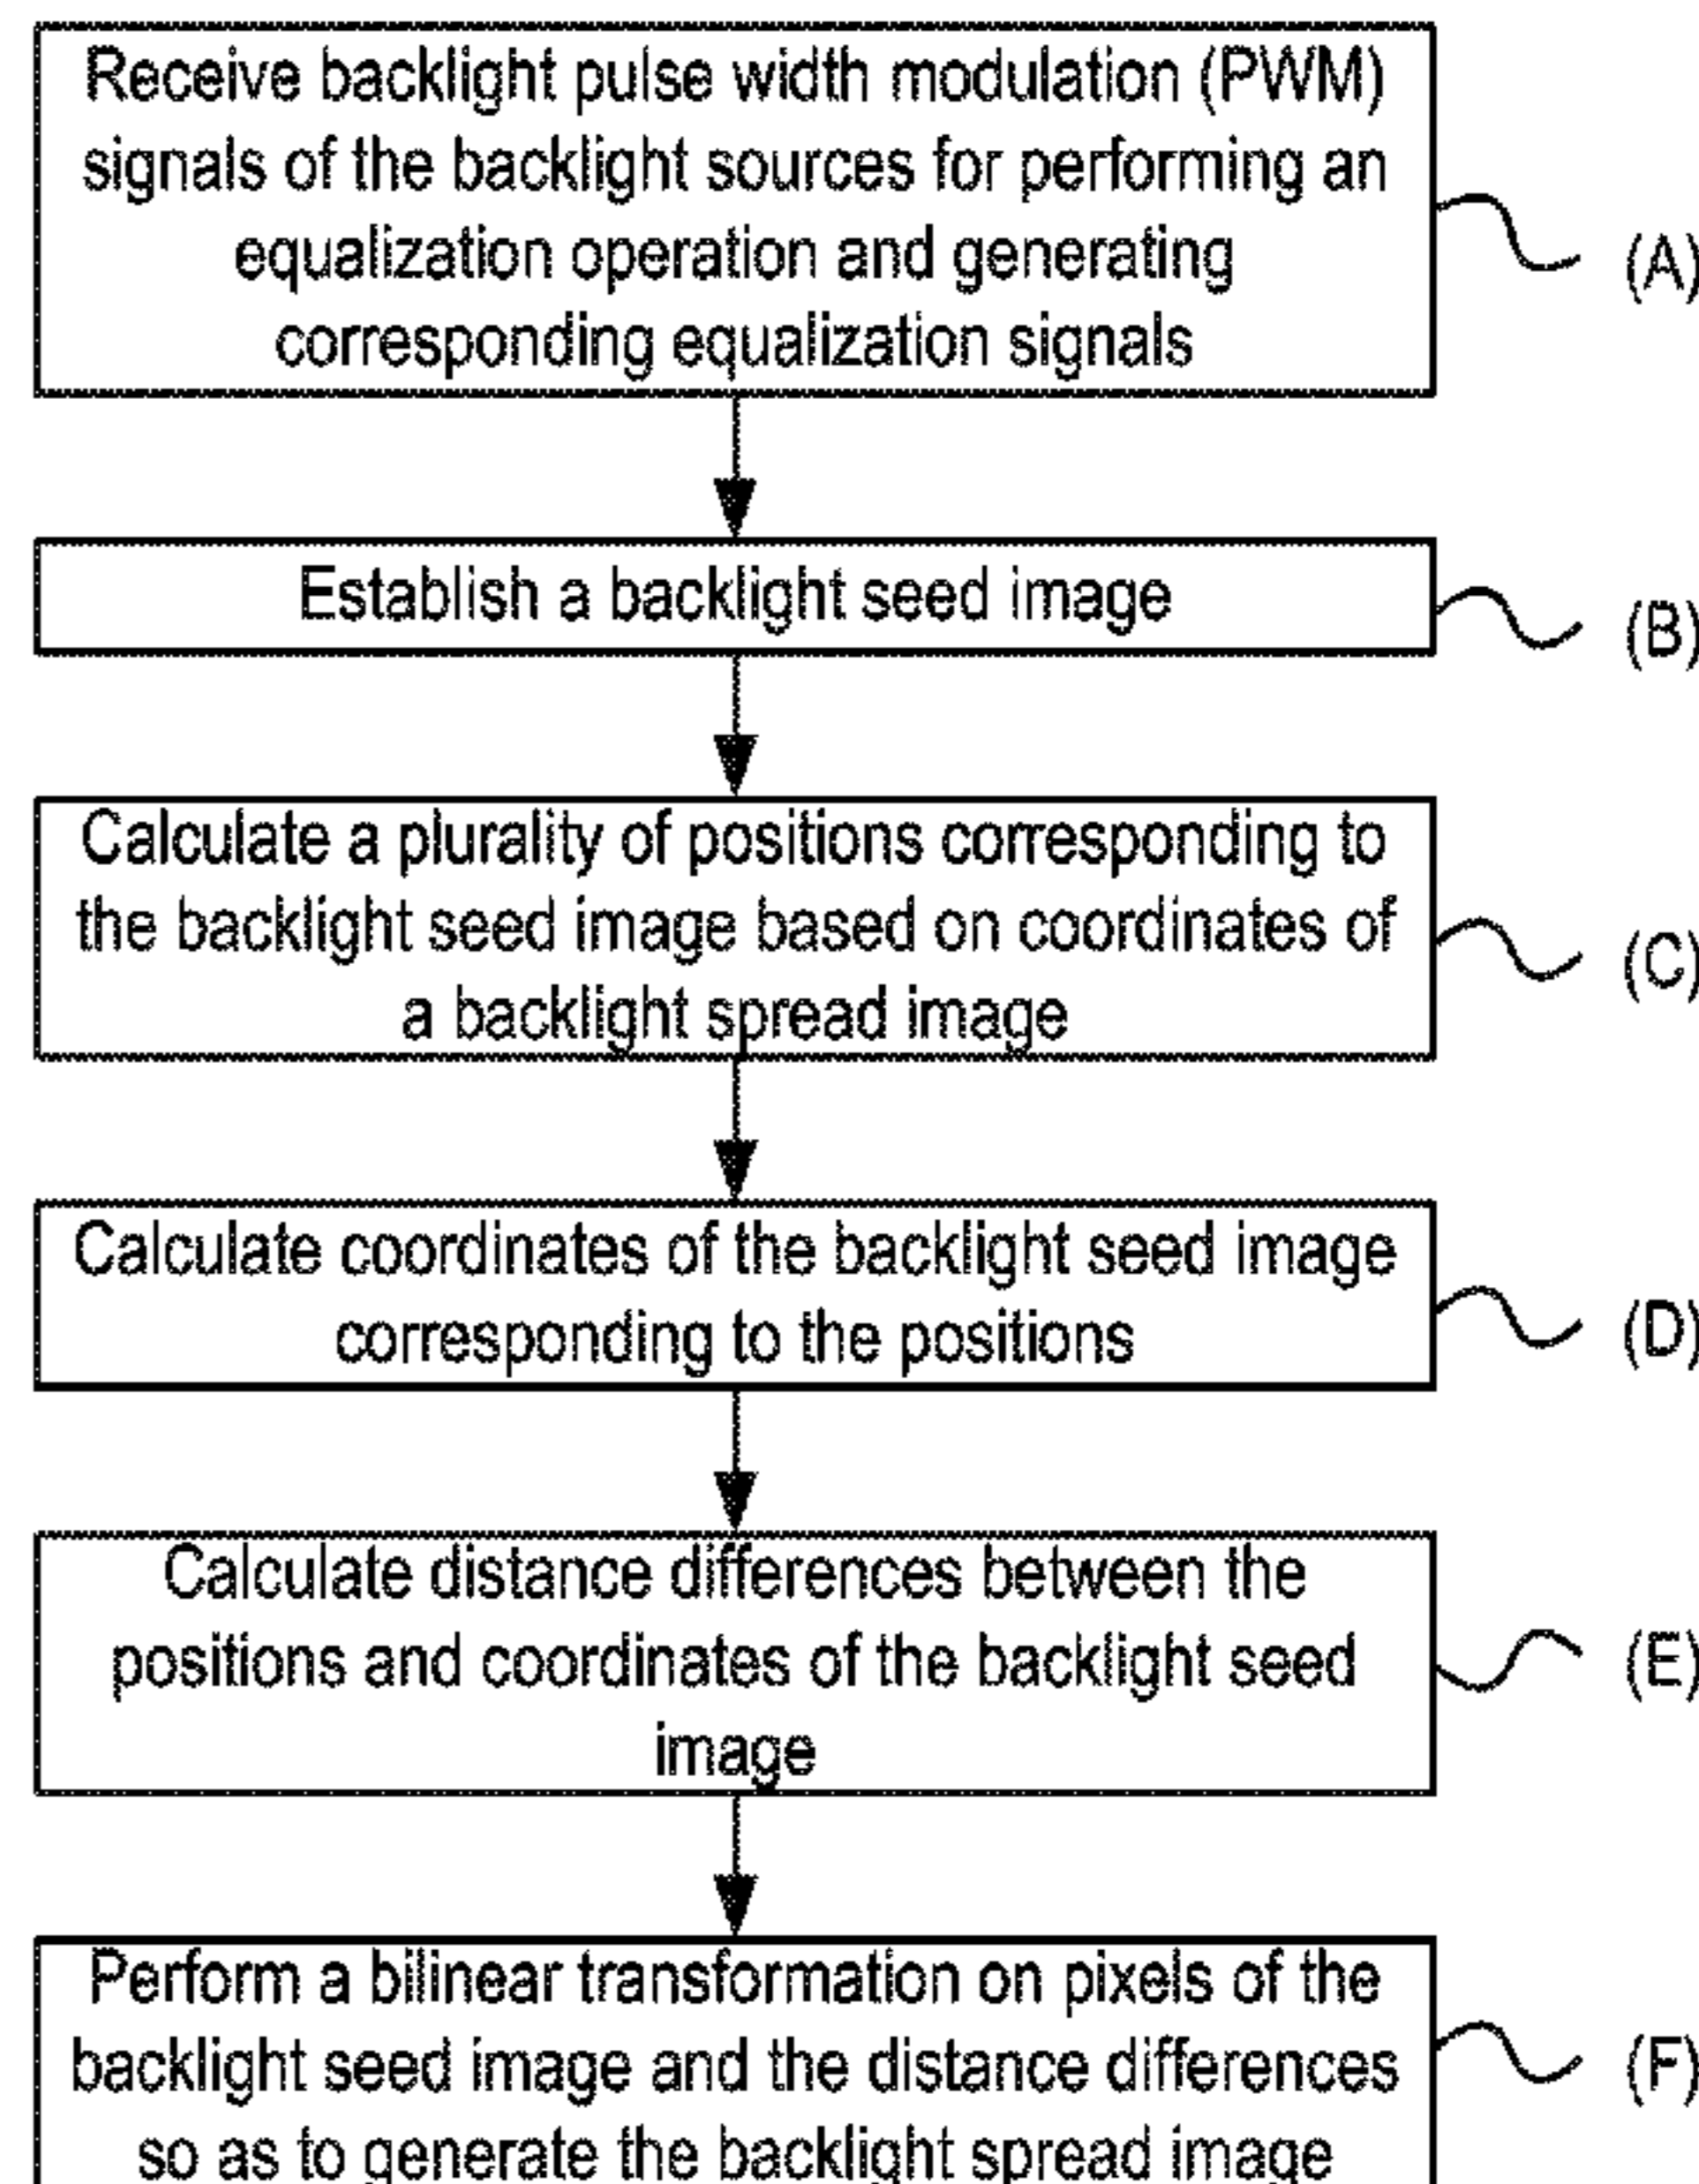 Receive backlight pulse width modulation (PWM)
signals of the backlight sources for performing an
equalization operation and generating
corresponding equalization signals
(A)
Establish a backlight seed image
(B)
Calculate a plurality of positions corresponding to
the backlight seed image based on coordinates of
a backlight spread image
(C)
Calculate coordinates of the backlight seed image
corresponding to the positions
(D)
Calculate distance differences between the
positions and coordinates of the backlight seed
image
(E)
Perform a bilinear transformation on pixels of the
backlight seed image and the distance differences
so as to generate the backlight spread image
(F)